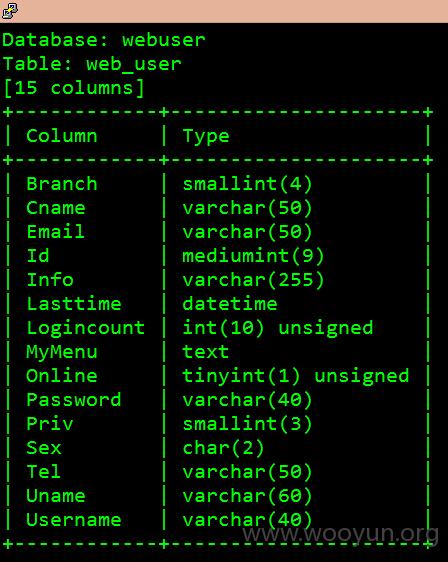 Database: webuser
Table: web_user
[15 columns]
+------------+----------------------+
| Column | Type |
+------------+----------------------+
| Branch | smallint(4) |
| Cname | varchar(50) |
| Email | varchar(50) |
| Id | mediumint(9) |
| Info | varchar(255) |
| Lasttime | datetime |
| Logincount | int(10) unsigned |
| MyMenu | text |
| Online | tinyint(1) unsigned |
| Password | varchar(40) |
| Priv | smallint(3) |
| Sex | char(2) |
| Tel | varchar(50) |
| Uname | varchar(60) |
| Username | varchar(40) |
+------------+----------------------+
www.wooyun.org